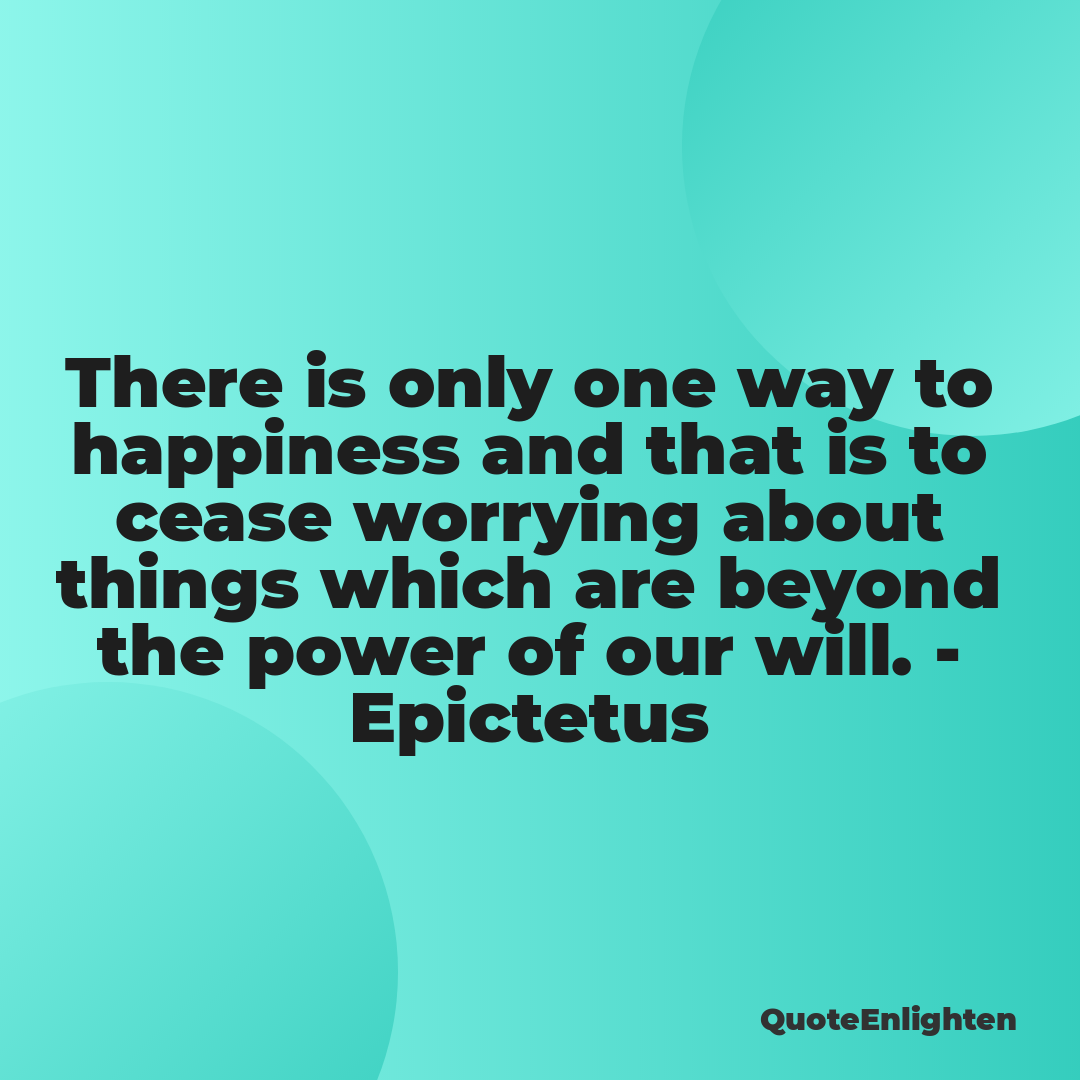 There is only one way to
happiness and that is to
cease worrying about
things which are beyond
the power of our will. -
Epictetus
QuoteEnlighten